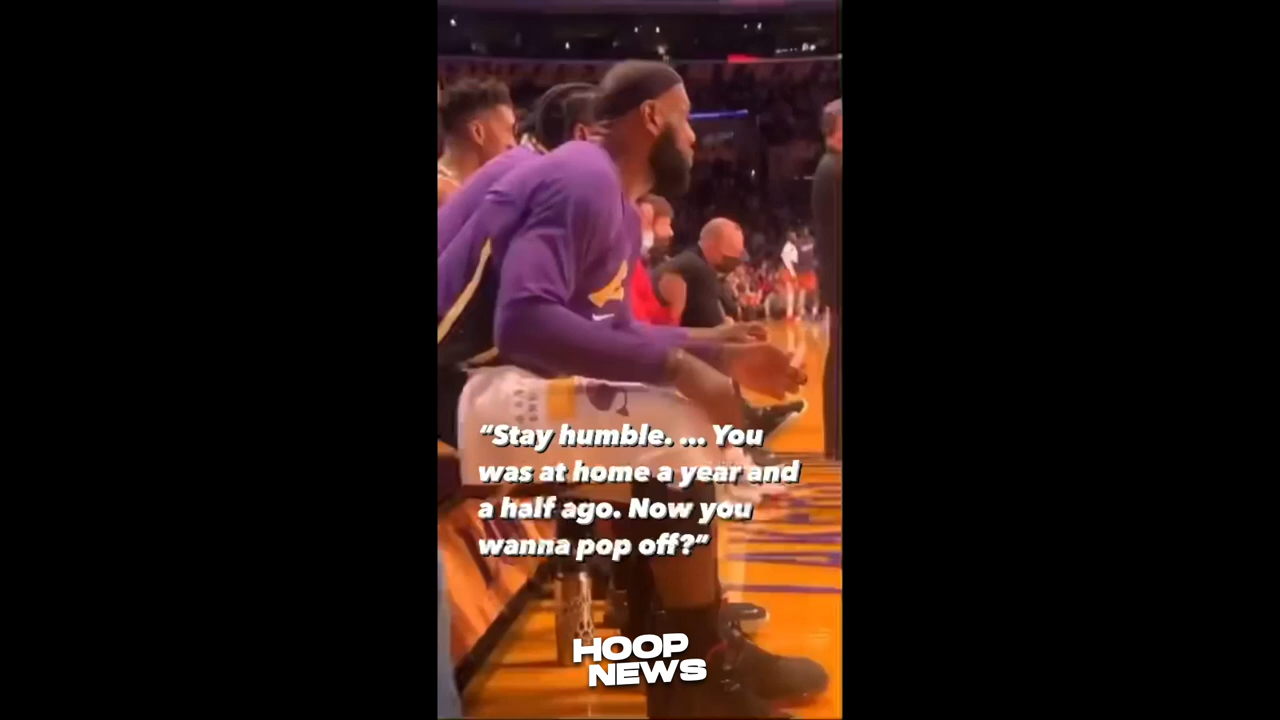 “Stay humble. ... You
was at home a year and
a half ago. Now you
wanna pop off?”
HOOP
NEWS